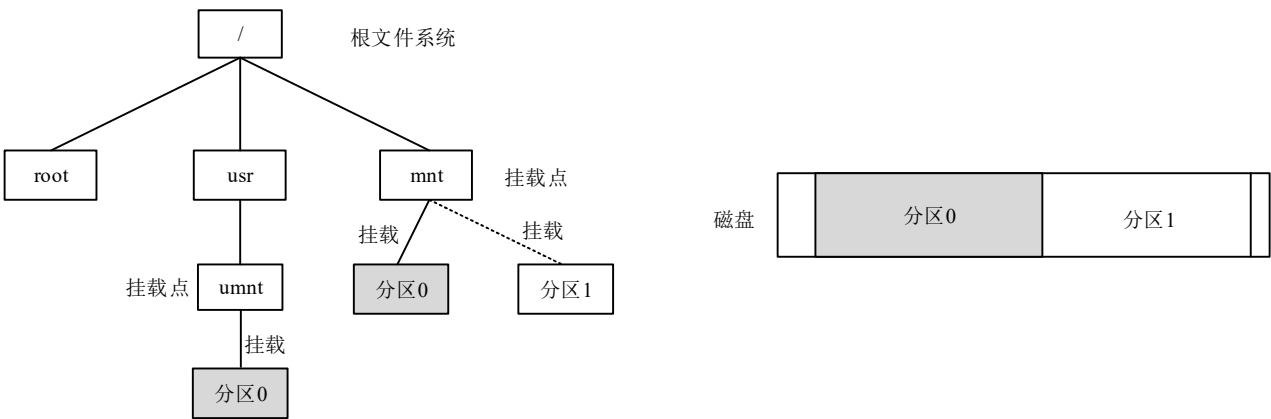 /
根文件系统
root
usr
mnt
挂载点
挂载
挂载
挂载点
umnt
分区0
分区1
挂载
分区0
磁盘
分区0
分区1